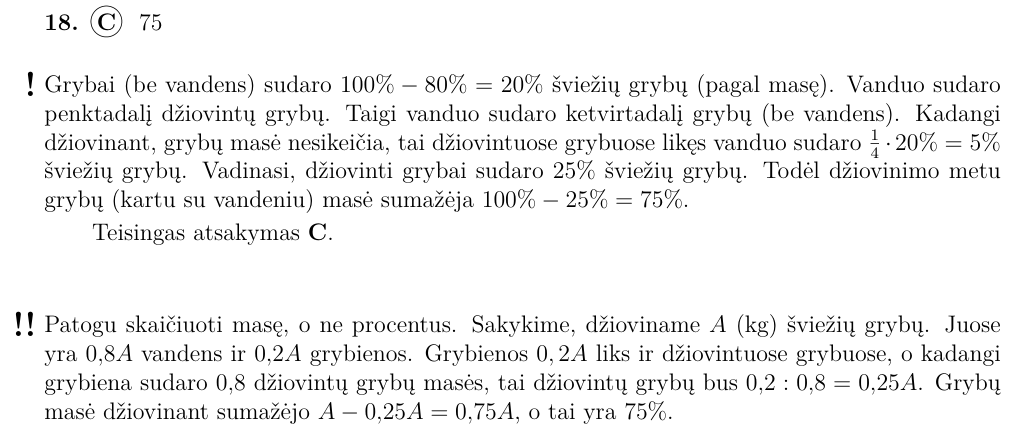 18. Ⓒ 75
! Grybai (be vandens) sudaro 100% − 80% = 20% šviežių grybų (pagal masę). Vanduo sudaro
penktadalį džiovintų grybų. Taigi vanduo sudaro ketvirtadalį grybų (be vandens). Kadangi
džiovinant, grybų masė nesikeičia, tai džiovintuose grybuose likęs vanduo sudaro 1/4 · 20% = 5%
šviežių grybų. Vadinasi, džiovinti grybai sudaro 25% šviežių grybų. Todėl džiovinimo metu
grybų (kartu su vandeniu) masė sumažėja 100% − 25% = 75%.
Teisingas atsakymas C.
!! Patogu skaičiuoti masę, o ne procentus. Sakykime, džioviname A (kg) šviežių grybų. Juose
yra 0,8A vandens ir 0,2A grybienos. Grybienos 0, 2A liks ir džiovintuose grybuose, o kadangi
grybiena sudaro 0,8 džiovintų grybų masės, tai džiovintų grybų bus 0,2 : 0,8 = 0,25A. Grybų
masė džiovinant sumažėjo A − 0,25A = 0,75A, o tai yra 75%.